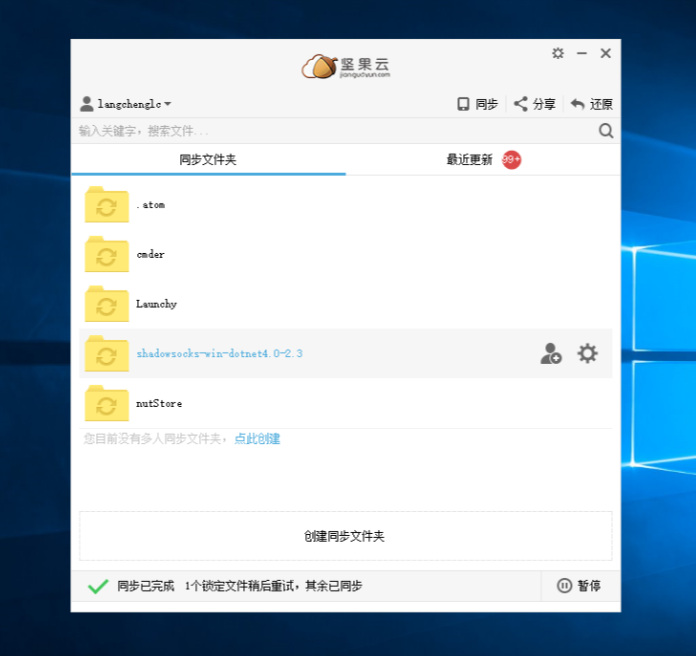 坚果云
jianguoyun.com
langchenglc
同步 分享 还原
输入关键字，搜索文件...
同步文件夹 最近更新 99+
.atom
cmder
Launchy
shadowsocks-win-dotnet4.0-2.3
nutStore
您目前没有多人同步文件夹，点此创建
创建同步文件夹
同步已完成 1个锁定文件稍后重试，其余已同步 暂停